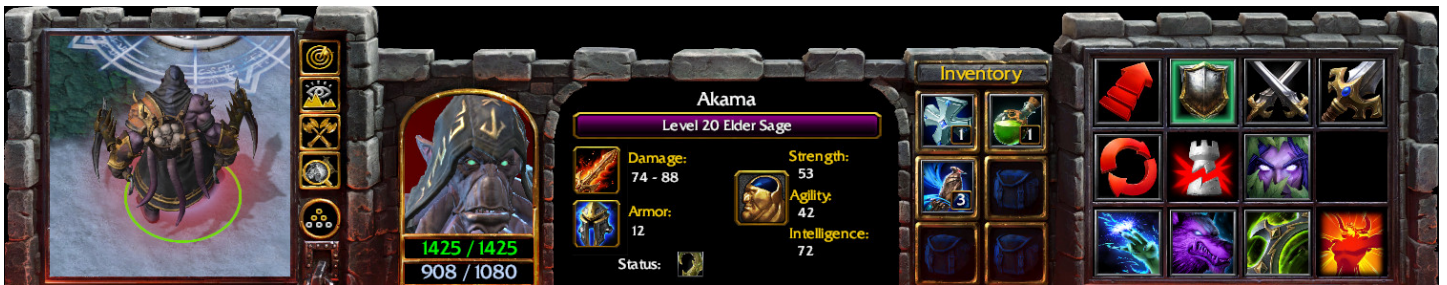 Akama
Level 20 Elder Sage
Damage:
74 - 88
Armor:
12
Status:
Strength:
53
Agility:
42
Intelligence:
72
1425 / 1425
908 / 1080
Inventory
1
1
3